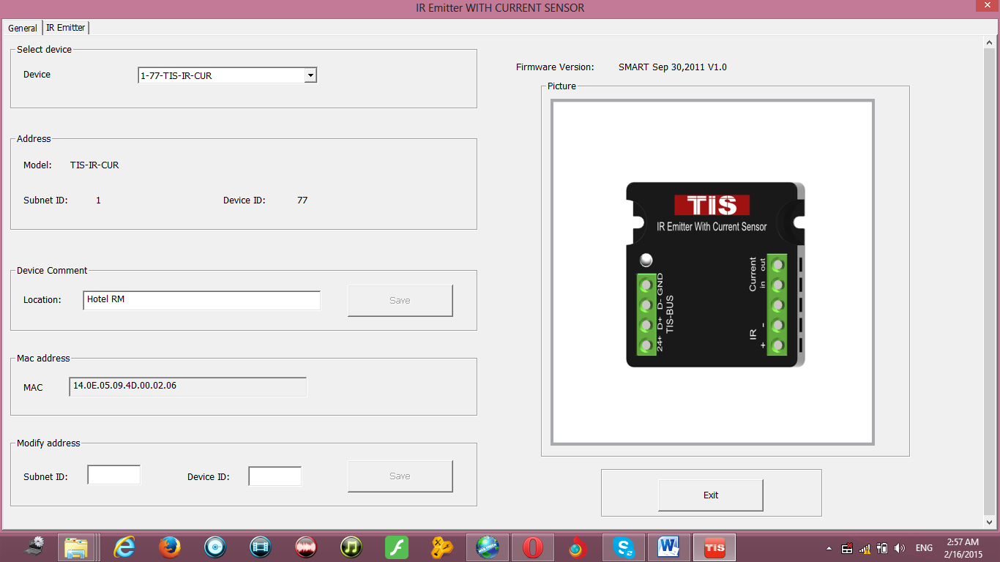 IR Emitter WITH CURRENT SENSOR
General
IR Emitter
Select device
Device
1-77-TIS-IR-CUR
Address
Model: TIS-IR-CUR
Subnet ID: 1 Device ID: 77
Device Comment
Location: Hotel RM Save
Mac address
MAC 14.0E.05.09.4D.00.02.06
Modify address
Subnet ID: Device ID: Save
Firmware Version: SMART Sep 30,2011 V1.0
Picture
TIS
IR Emitter With Current Sensor
24+ D+ D- GND
TIS-BUS
IR Current
+ - in out
Exit
TIS
ENG
2:57 AM
2/16/2015